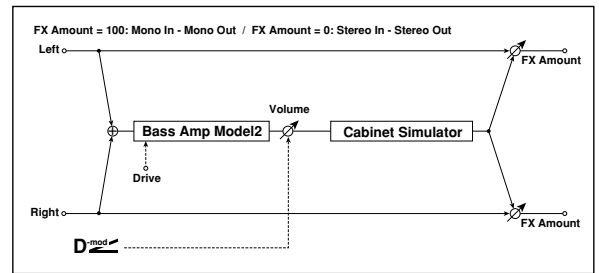 FX Amount = 100: Mono In - Mono Out / FX Amount = 0: Stereo In - Stereo Out
Left
FX Amount
Volume
Bass Amp Model2
Cabinet Simulator
Drive
Right
FX Amount
D-mod